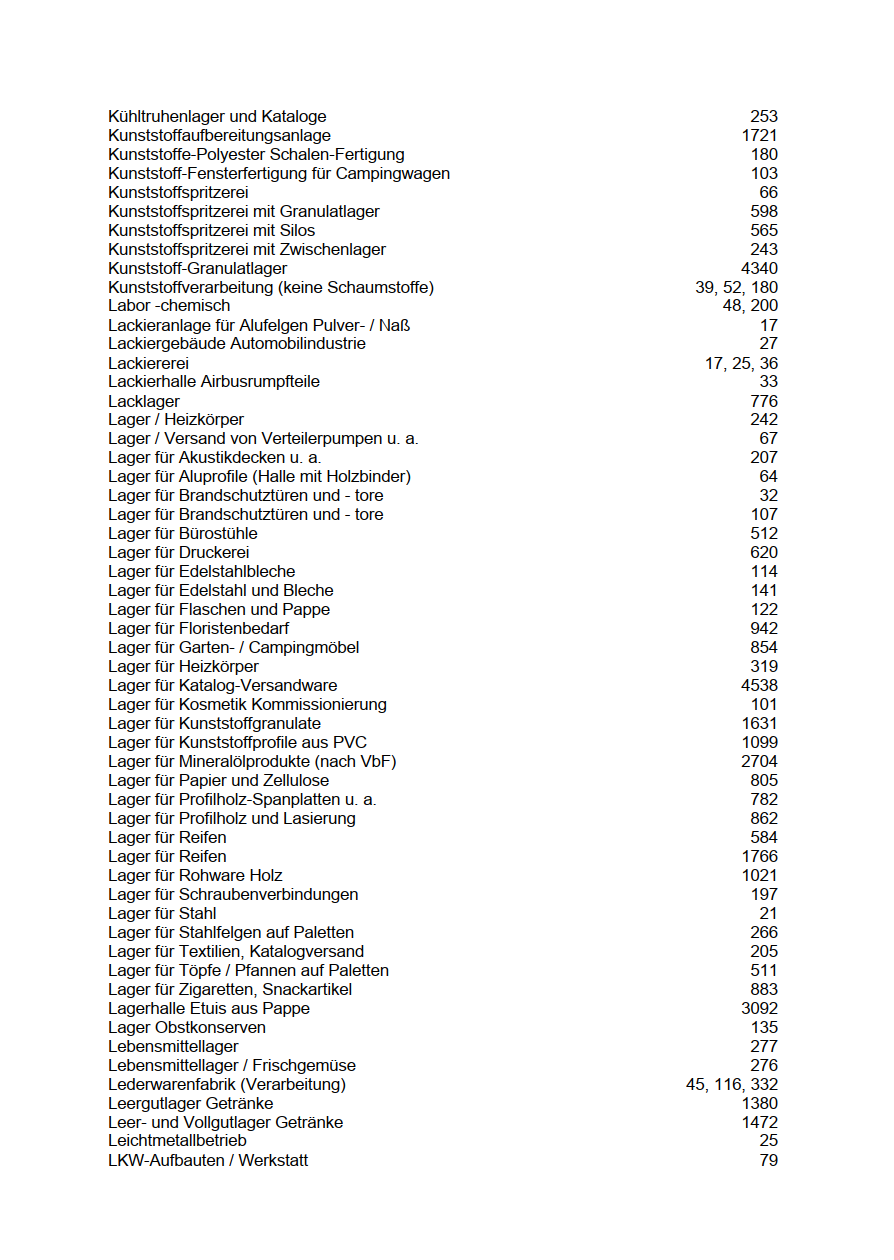 Kühltruhenlager und Kataloge 253
Kunststoffaufbereitungsanlage 1721
Kunststoffe-Polyester Schalen-Fertigung 180
Kunststoff-Fensterfertigung für Campingwagen 103
Kunststoffspritzerei 66
Kunststoffspritzerei mit Granulatlager 598
Kunststoffspritzerei mit Silos 565
Kunststoffspritzerei mit Zwischenlager 243
Kunststoff-Granulatlager 4340
Kunststoffverarbeitung (keine Schaumstoffe) 39, 52, 180
Labor -chemisch 48, 200
Lackieranlage für Alufelgen Pulver- / Naß 17
Lackiergebäude Automobilindustrie 27
Lackiererei 17, 25, 36
Lackierhalle Airbusrumpfteile 33
Lacklager 776
Lager / Heizkörper 242
Lager / Versand von Verteilerpumpen u. a. 67
Lager für Akustikdecken u. a. 207
Lager für Aluprofile (Halle mit Holzbinder) 64
Lager für Brandschutztüren und - tore 32
Lager für Brandschutztüren und - tore 107
Lager für Bürostühle 512
Lager für Druckerei 620
Lager für Edelstahlbleche 114
Lager für Edelstahl und Bleche 141
Lager für Flaschen und Pappe 122
Lager für Floristenbedarf 942
Lager für Garten- / Campingmöbel 854
Lager für Heizkörper 319
Lager für Katalog-Versandware 4538
Lager für Kosmetik Kommissionierung 101
Lager für Kunststoffgranulate 1631
Lager für Kunststoffprofile aus PVC 1099
Lager für Mineralölprodukte (nach VbF) 2704
Lager für Papier und Zellulose 805
Lager für Profilholz-Spanplatten u. a. 782
Lager für Profilholz und Lasierung 862
Lager für Reifen 584
Lager für Reifen 1766
Lager für Rohware Holz 1021
Lager für Schraubenverbindungen 197
Lager für Stahl 21
Lager für Stahlfelgen auf Paletten 266
Lager für Textilien, Katalogversand 205
Lager für Töpfe / Pfannen auf Paletten 511
Lager für Zigaretten, Snackartikel 883
Lagerhalle Etuis aus Pappe 3092
Lager Obstkonserven 135
Lebensmittellager 277
Lebensmittellager / Frischgemüse 276
Lederwarenfabrik (Verarbeitung) 45, 116, 332
Leergutlager Getränke 1380
Leer- und Vollgutlager Getränke 1472
Leichtmetallbetrieb 25
LKW-Aufbauten / Werkstatt 79